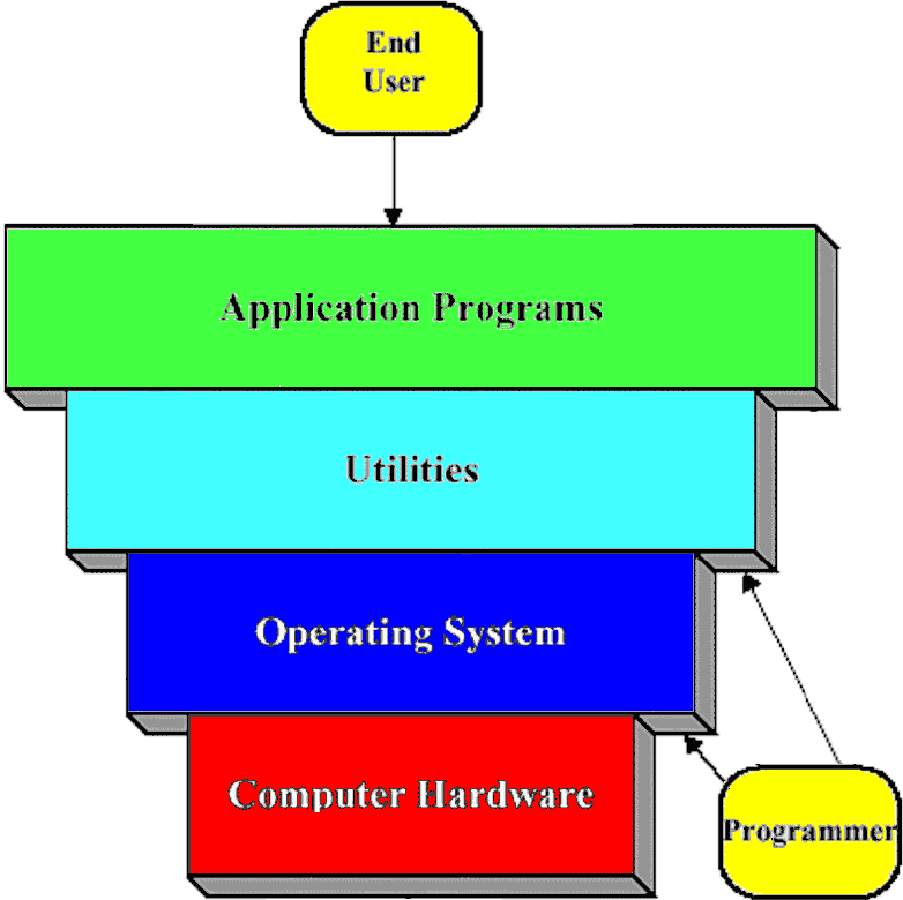 End
User
Application Programs
Utilities
Operating System
Computer Hardware
Programmer